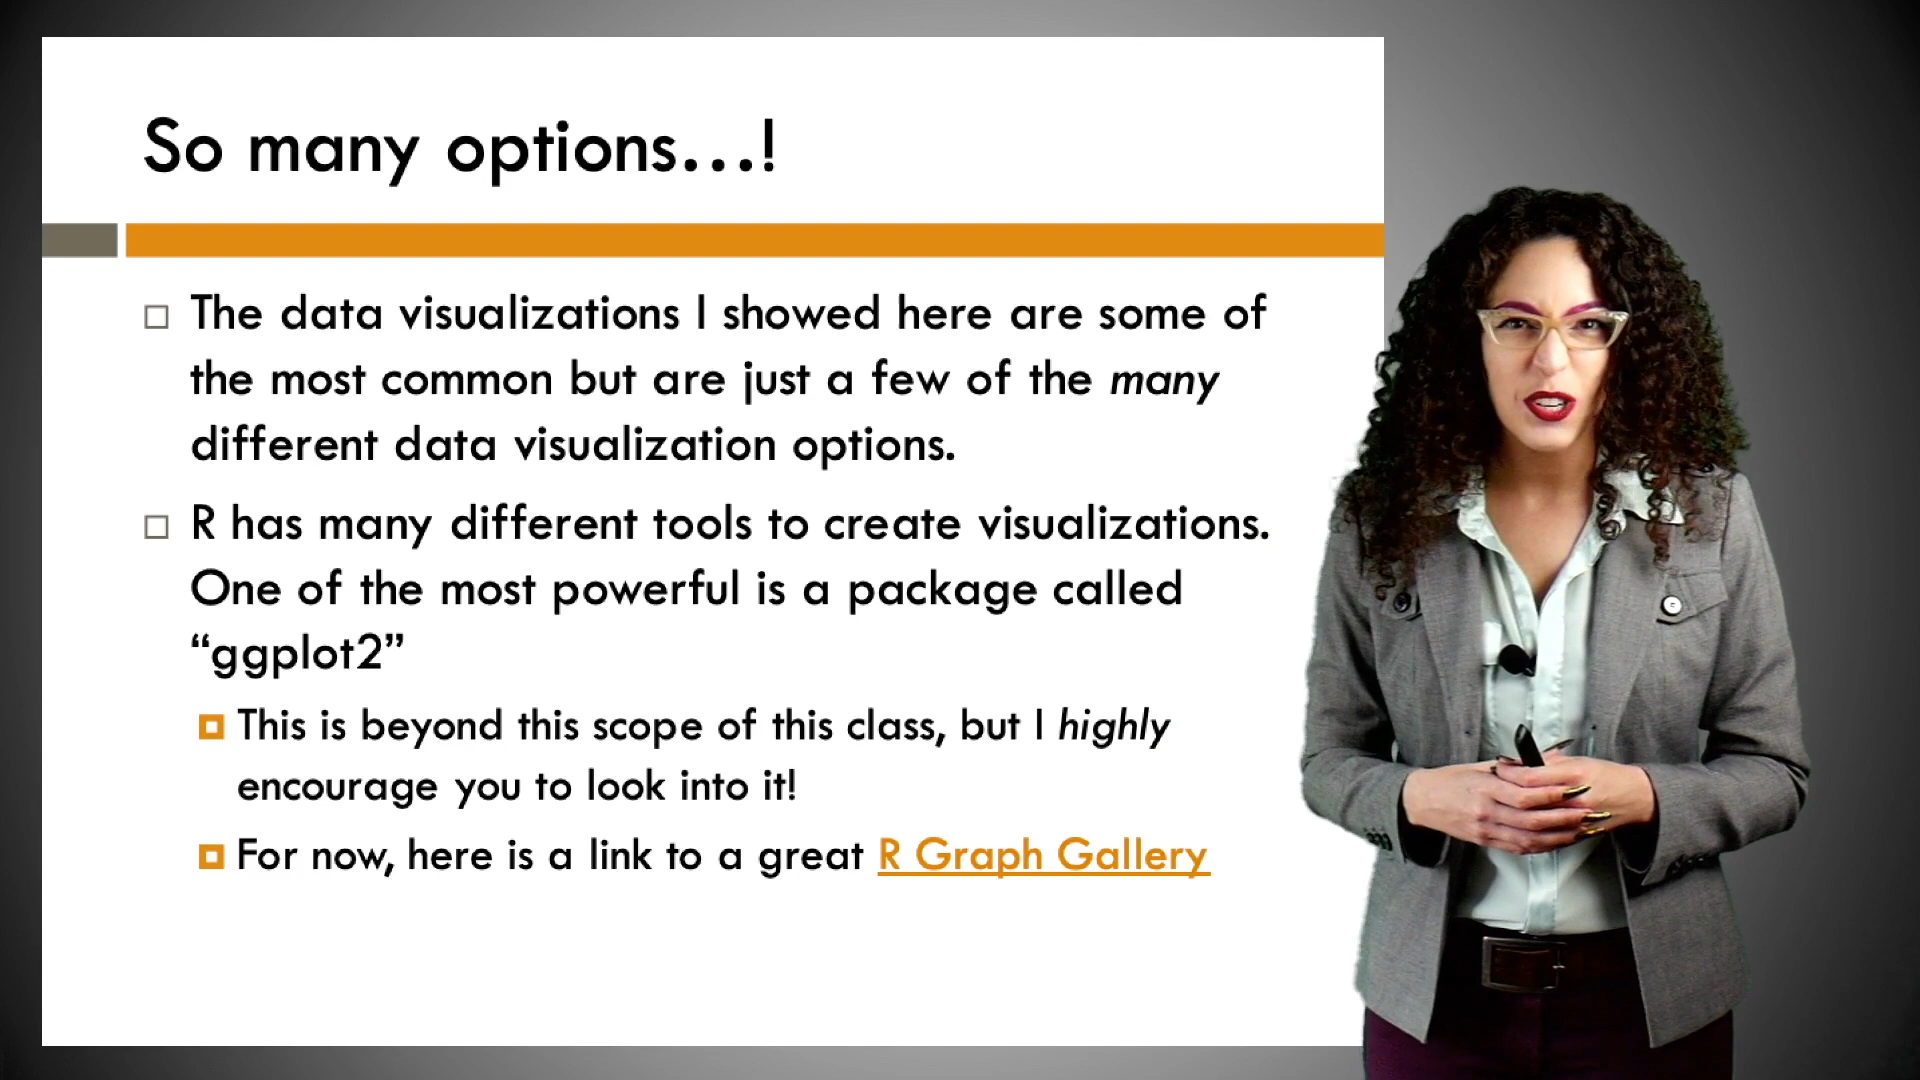 So many options…!
The data visualizations I showed here are some of
the most common but are just a few of the many
different data visualization options.
R has many different tools to create visualizations.
One of the most powerful is a package called
“ggplot2”
This is beyond this scope of this class, but I highly
encourage you to look into it!
For now, here is a link to a great R Graph Gallery